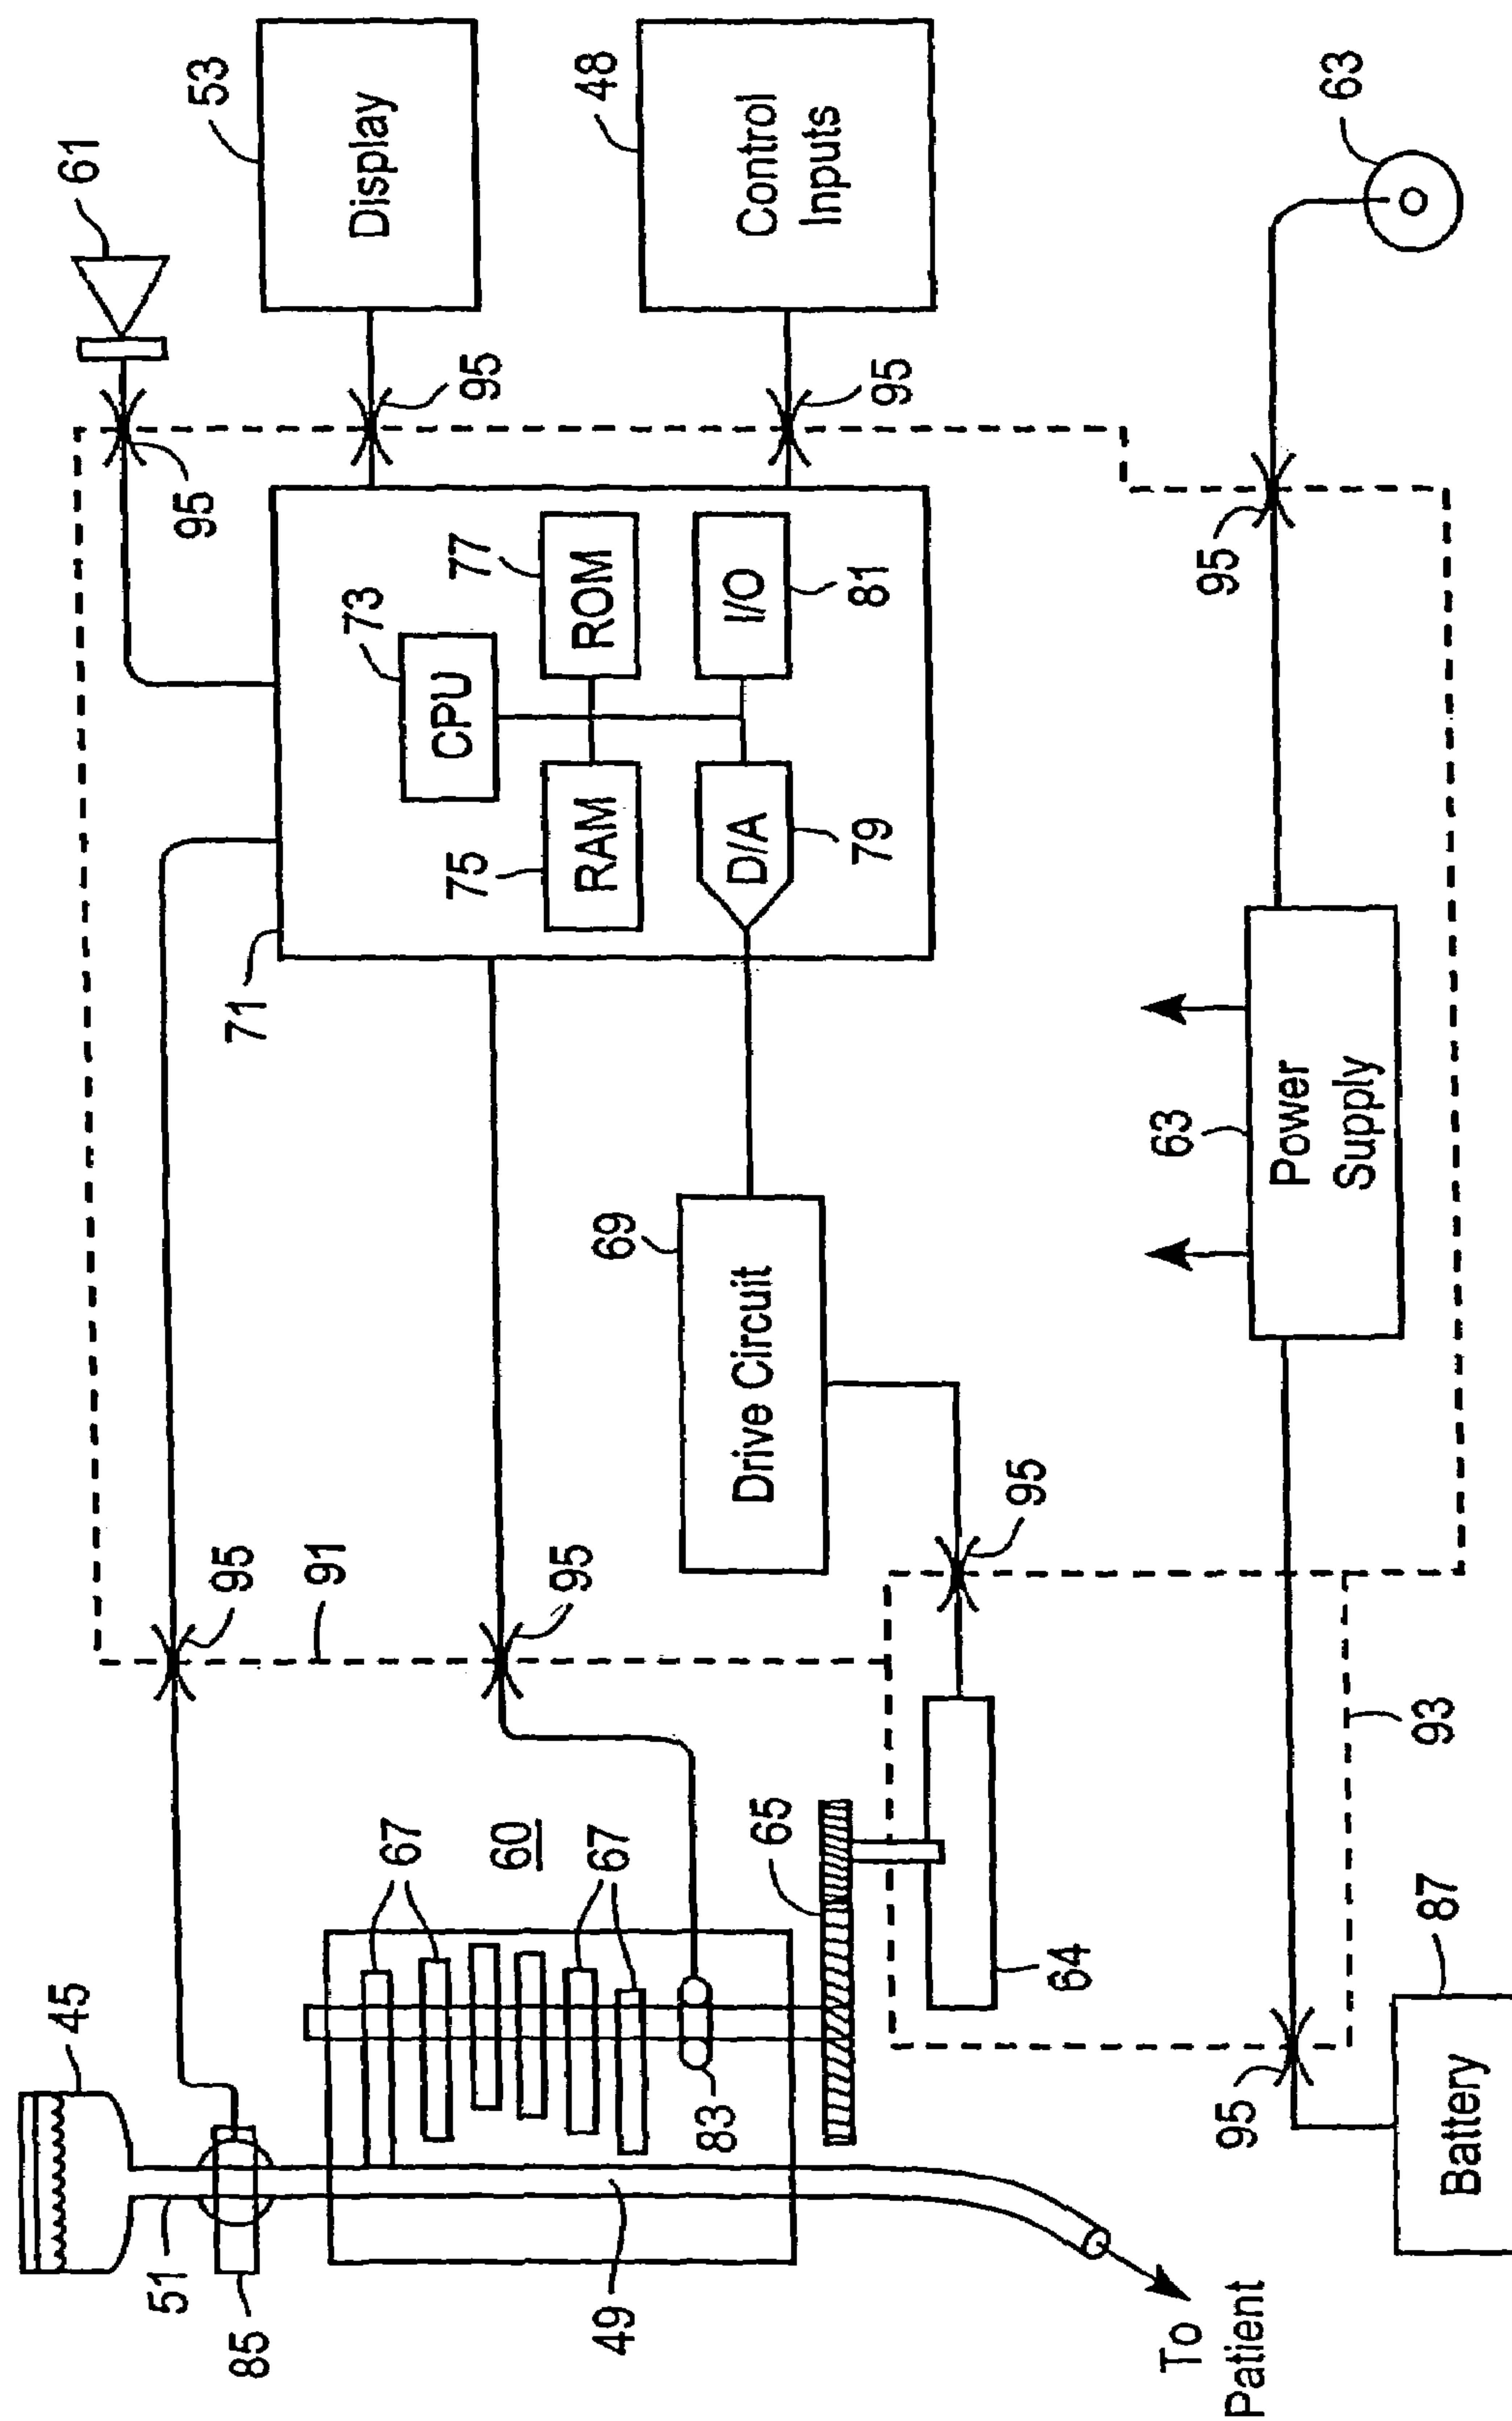 45
61
51
95
95
53
85
71
91
95
67
73
75
77
Display
CPU
60
95
48
49
67
69
RAM
ROM
83
65
Drive Circuit
D/A
I/O
Control
Inputs
79
81
95
64
95
To
Patient
95
63
95
63
Power
Supply
93
87
Battery